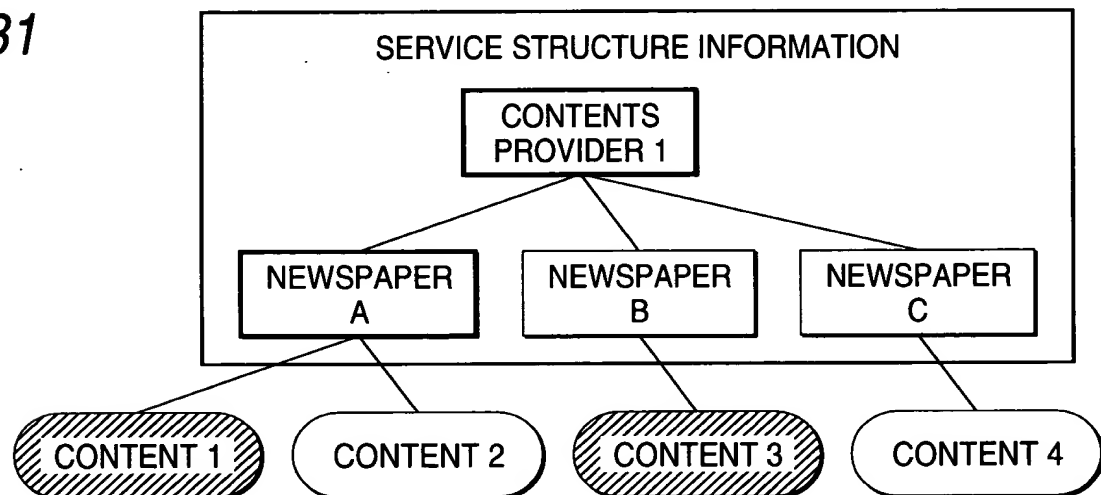 31
SERVICE STRUCTURE INFORMATION
CONTENTS
PROVIDER 1
NEWSPAPER
A
NEWSPAPER
B
NEWSPAPER
C
CONTENT 1
CONTENT 2
CONTENT 3
CONTENT 4